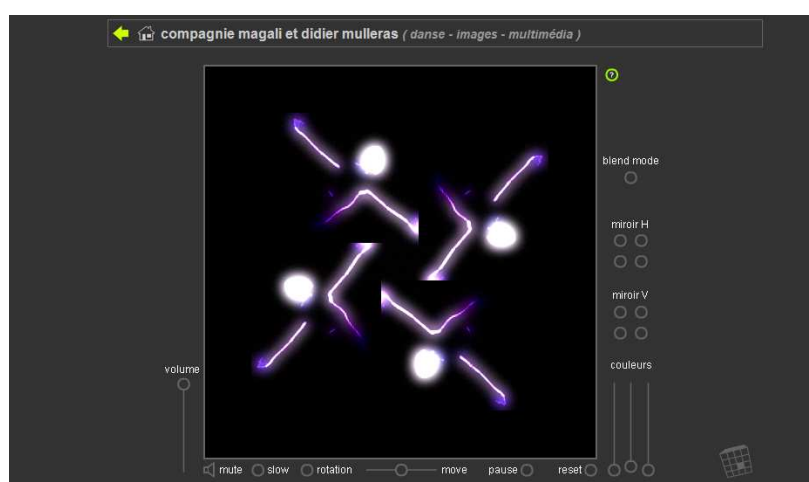 compagnie magali et didier mulleras ( danse - images - multimédia )
?
blend mode
miroir H
miroir V
couleurs
volume
mute slow rotation move pause reset